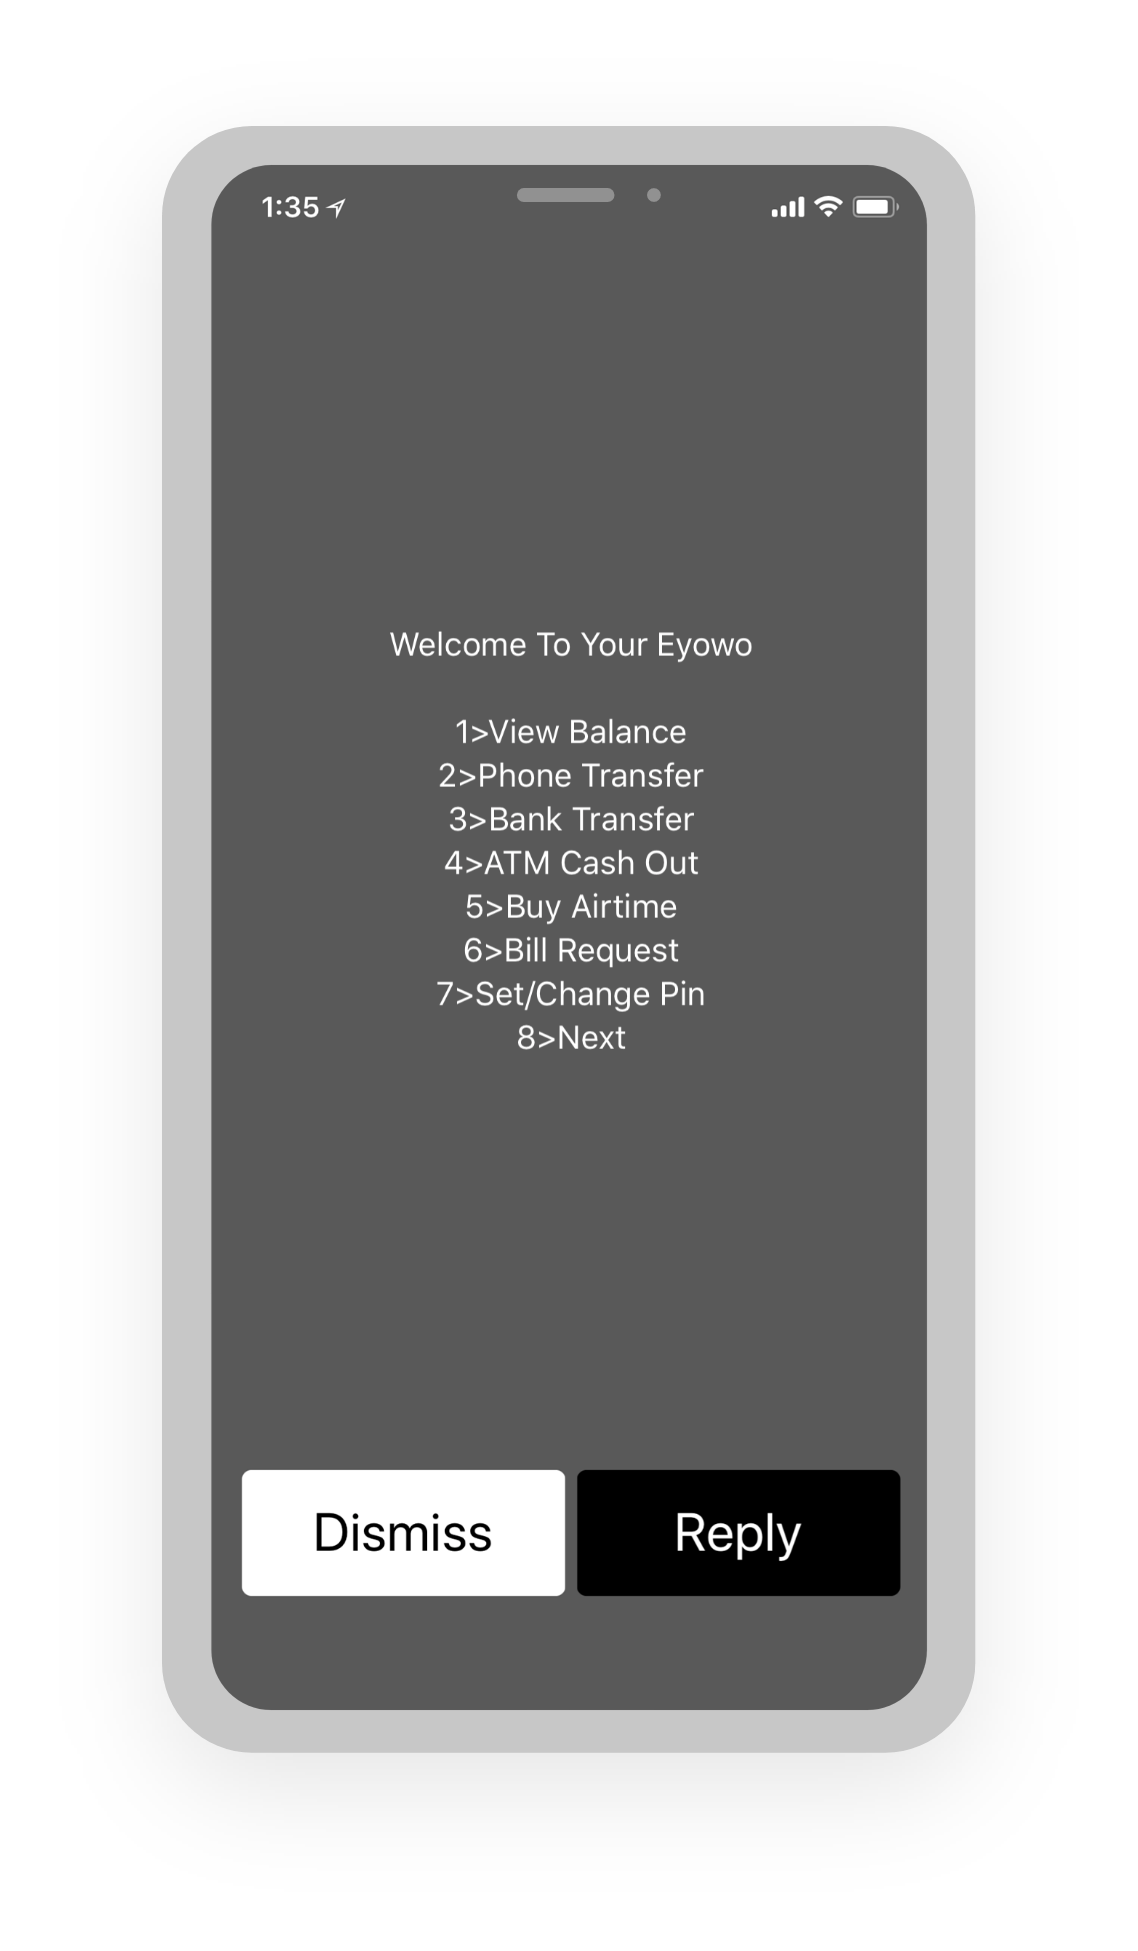 1:35
Welcome To Your Eyowo
1>View Balance
2>Phone Transfer
3>Bank Transfer
4>ATM Cash Out
5>Buy Airtime
6>Bill Request
7>Set/Change Pin
8>Next
Dismiss
Reply